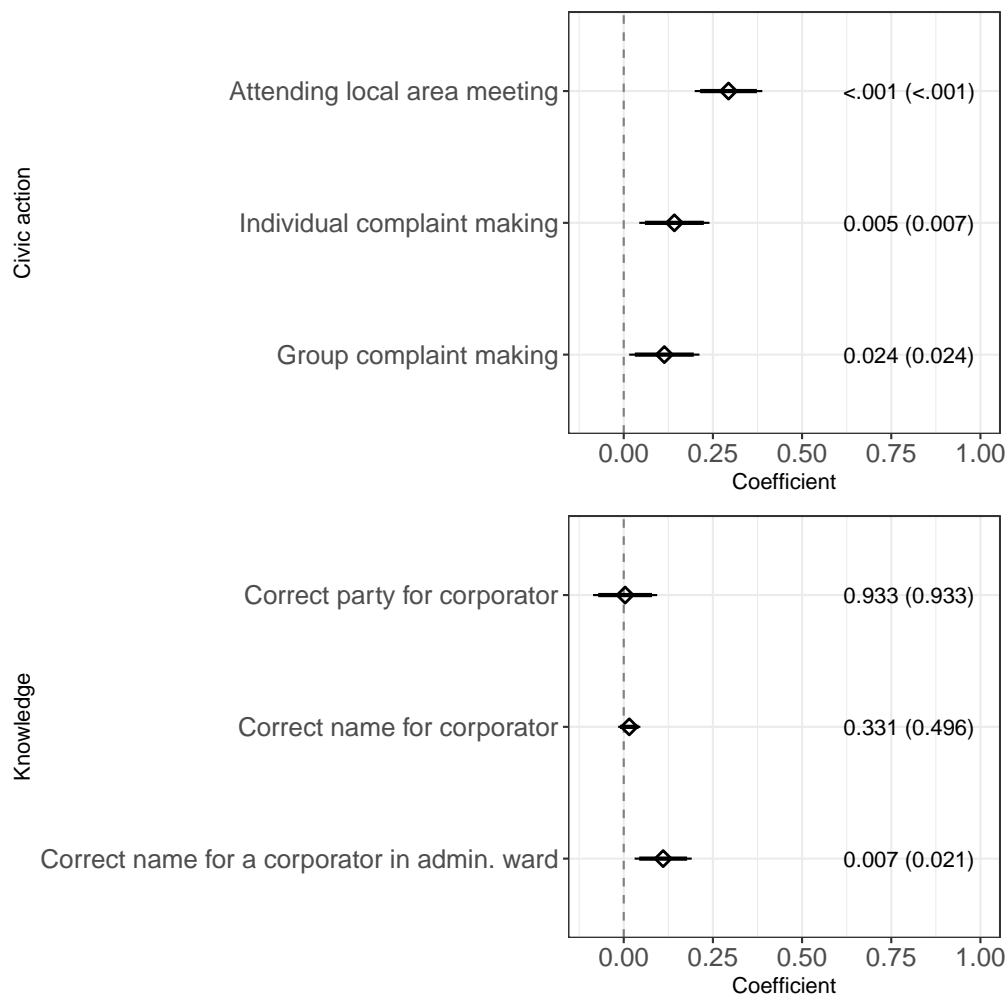 Civic action
Attending local area meeting
<.001 (<.001)
Individual complaint making
0.005 (0.007)
Group complaint making
0.024 (0.024)
0.00 0.25 0.50 0.75 1.00
Coefficient
Knowledge
Correct party for corporator
0.933 (0.933)
Correct name for corporator
0.331 (0.496)
Correct name for a corporator in admin. ward
0.007 (0.021)
0.00 0.25 0.50 0.75 1.00
Coefficient